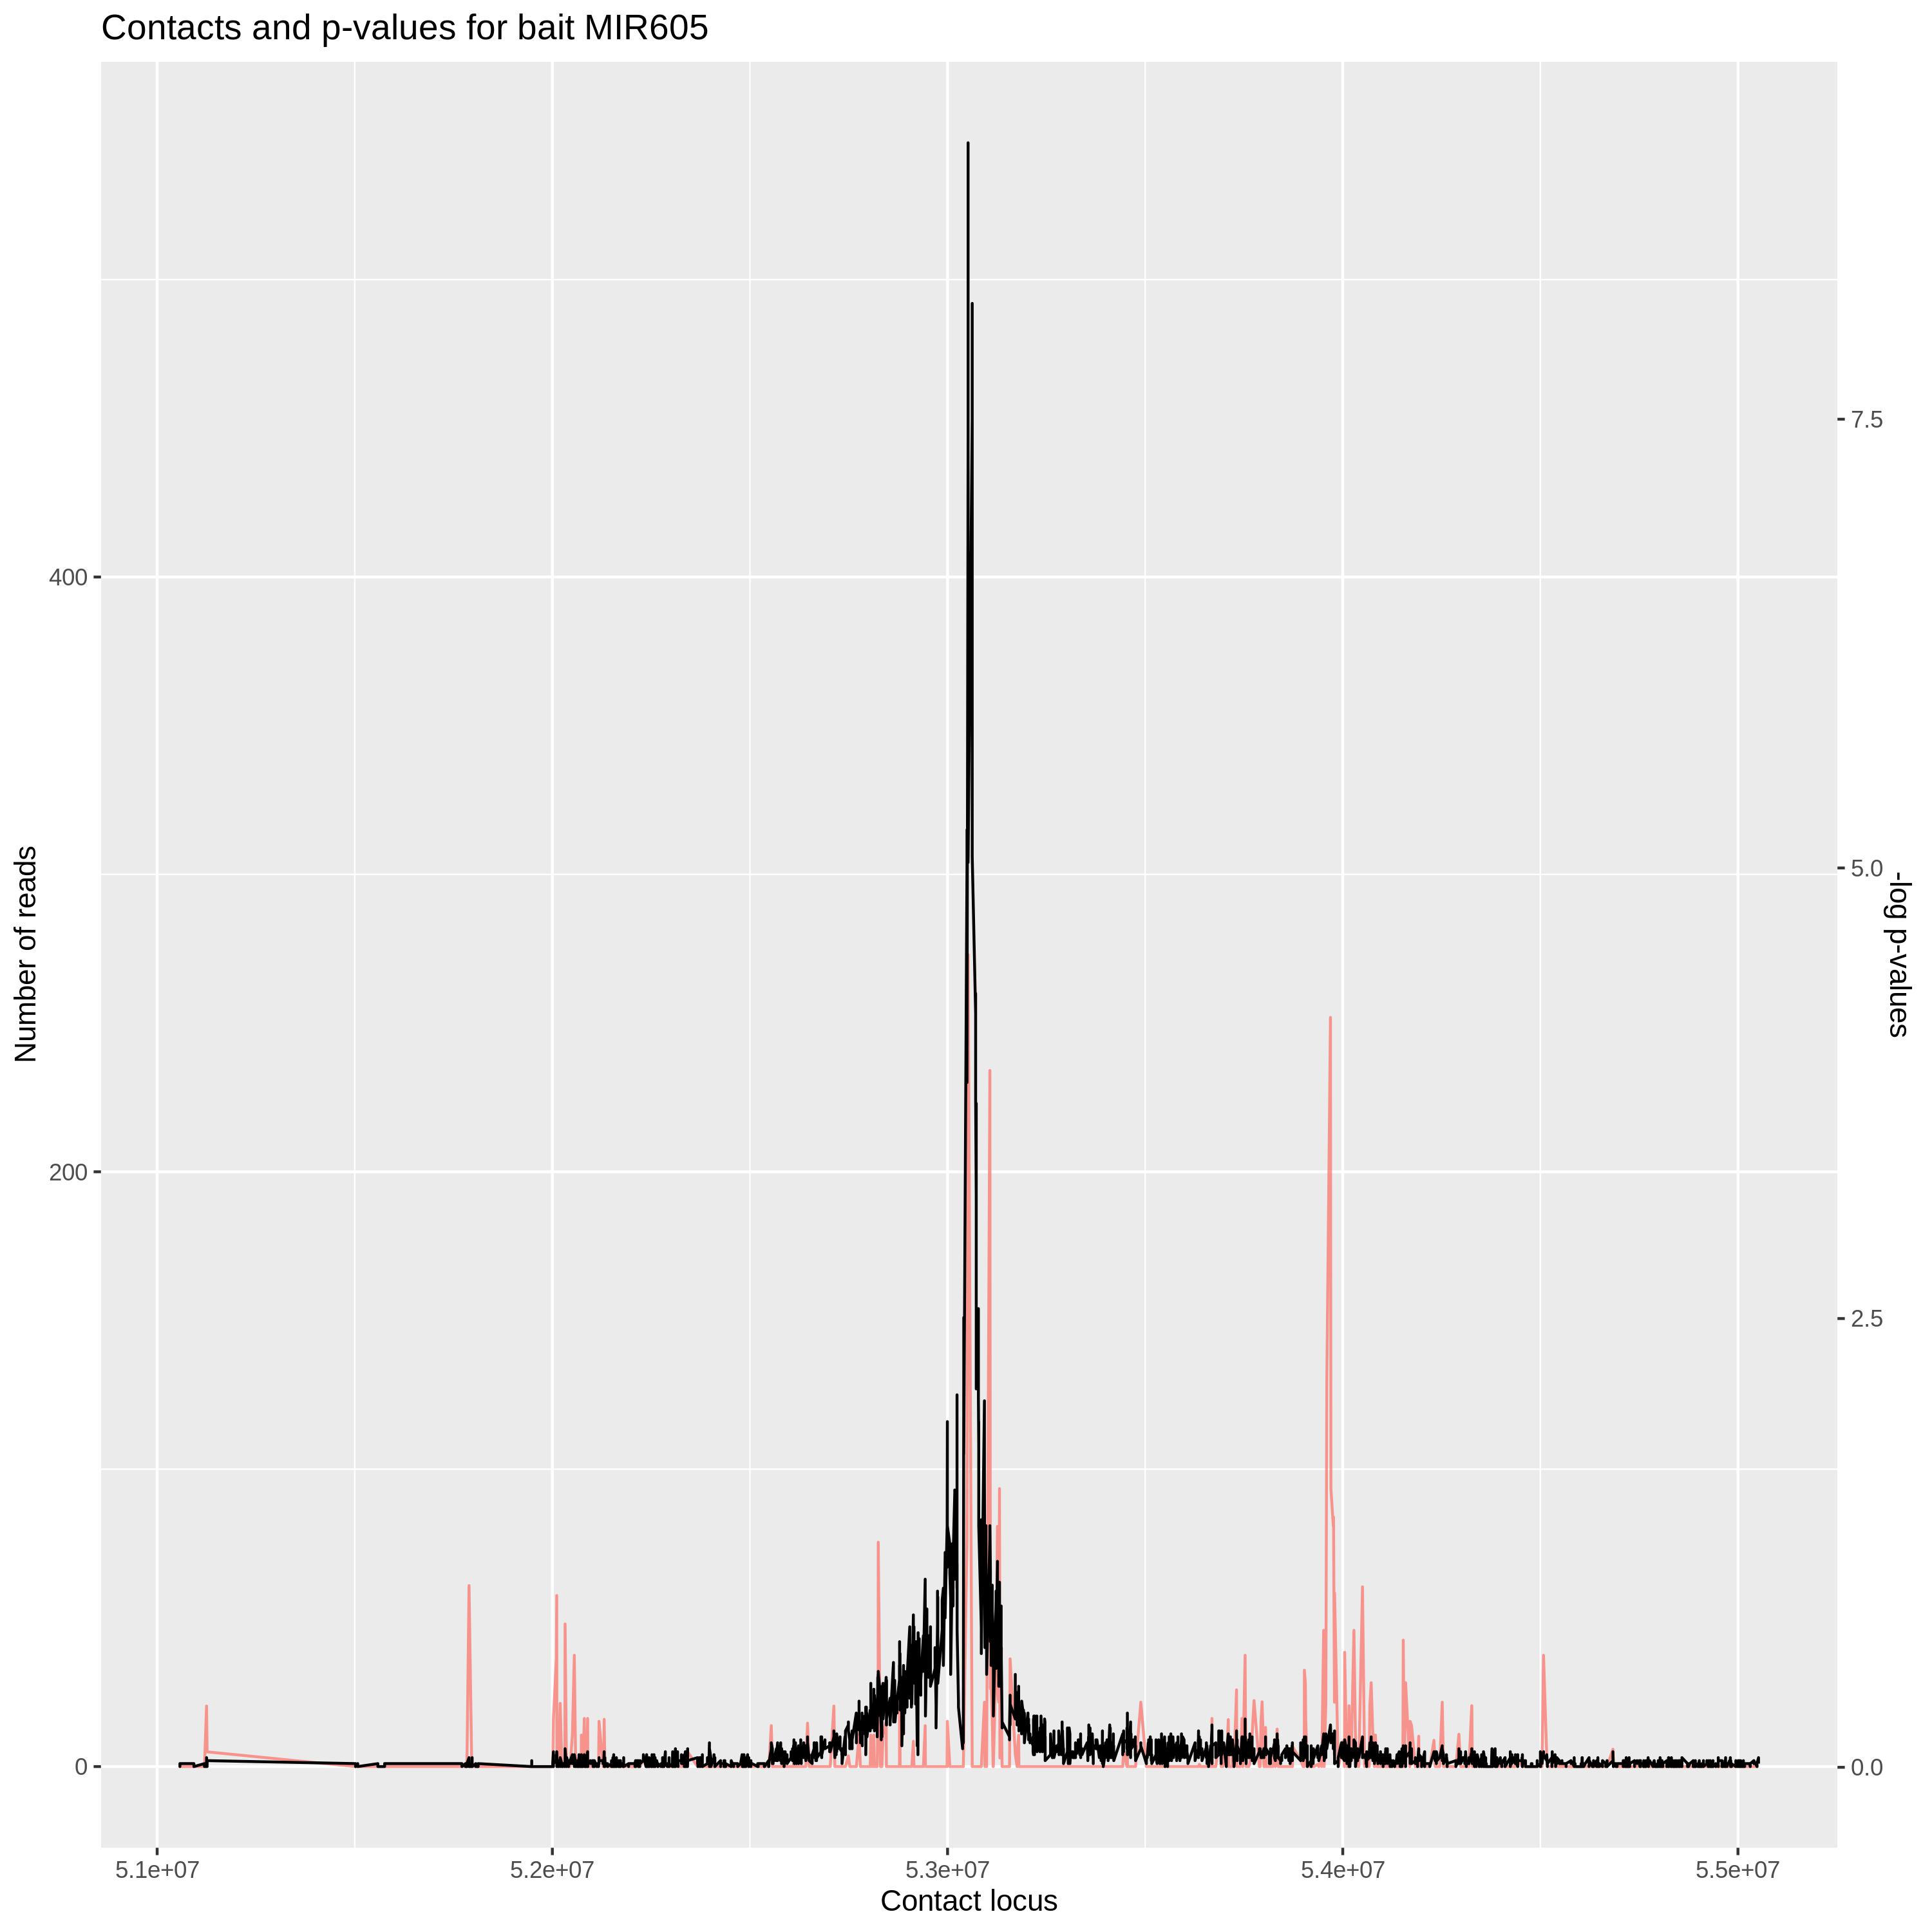 Contacts and p-values for bait MIR605
Number of reads
400
200
0
7.5
5.0
2.5
0.0
-log p-values
5.1e+07 5.2e+07 5.3e+07 5.4e+07 5.5e+07
Contact locus